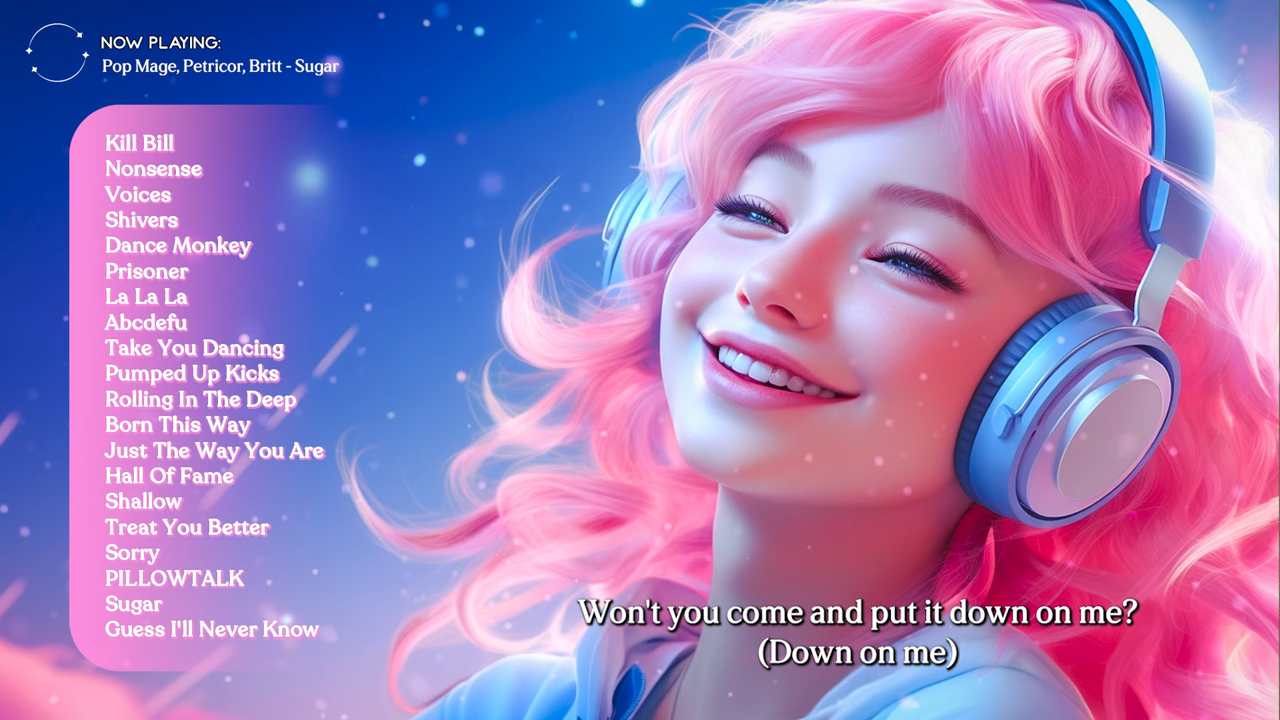 NOW PLAYING:
Pop Mage, Petricor, Britt - Sugar
Kill Bill
Nonsense
Voices
Shivers
Dance Monkey
Prisoner
La La La
Abcdefu
Take You Dancing
Pumped Up Kicks
Rolling In The Deep
Born This Way
Just The Way You Are
Hall Of Fame
Shallow
Treat You Better
Sorry
PILLOWTALK
Sugar
Guess I'll Never Know
Won't you come and put it down on me?
(Down on me)